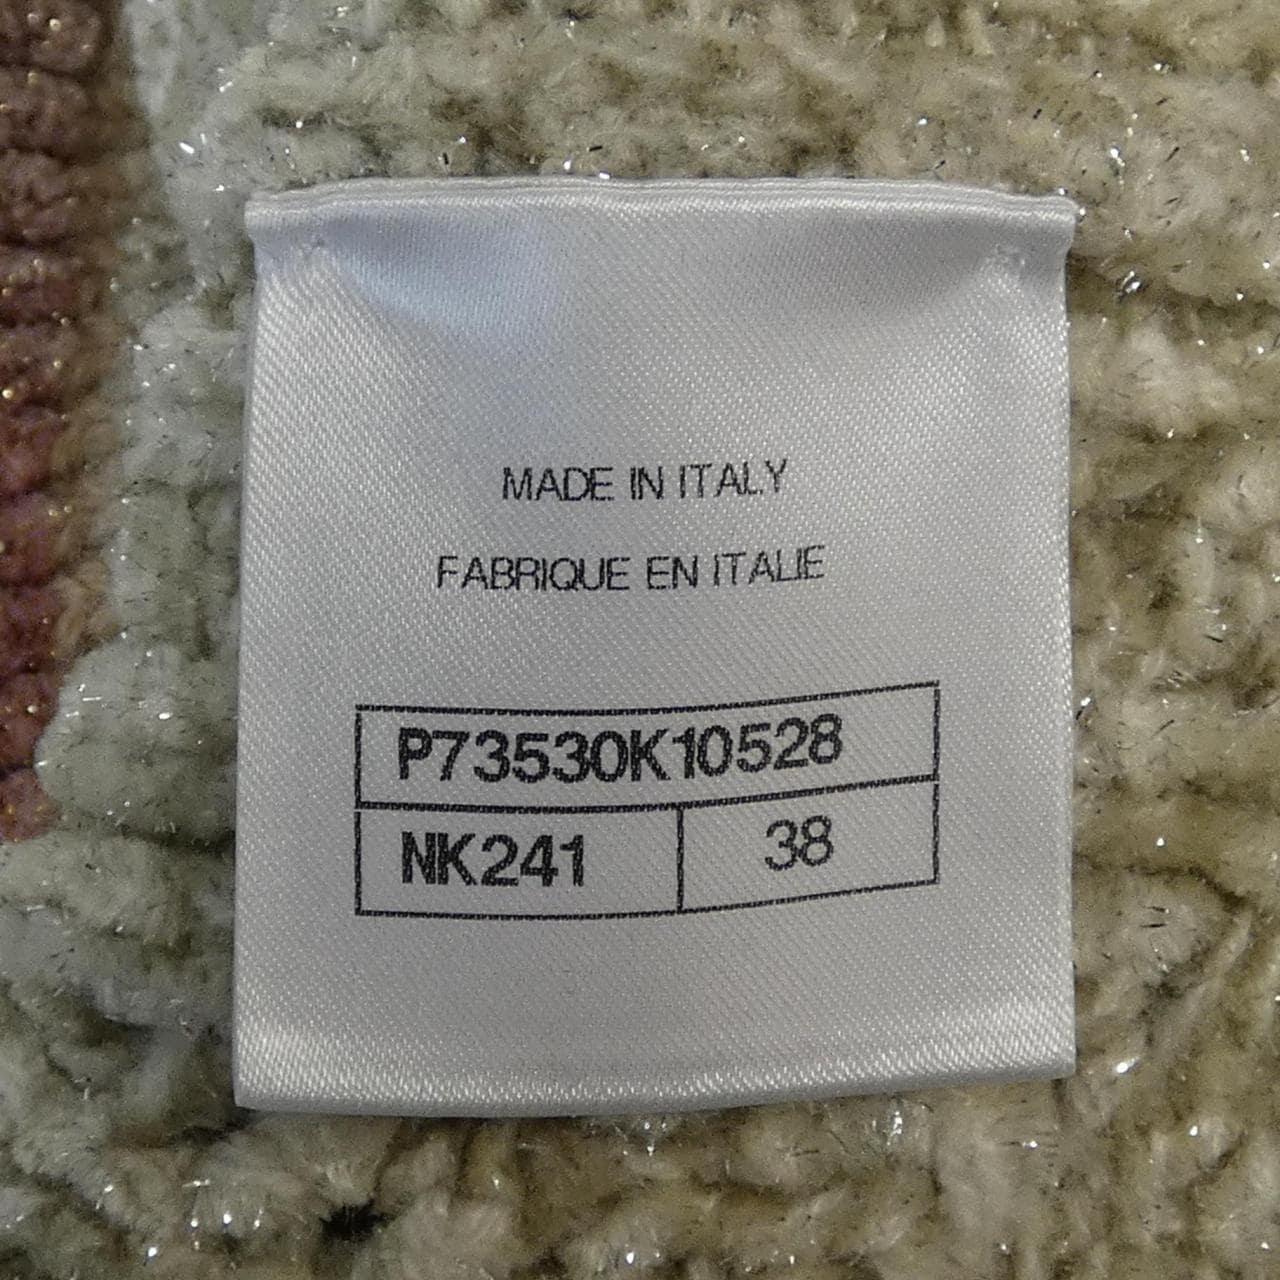 MADE IN ITALY
FABRIQUE EN ITALIE
P73530K10528
NK241 38